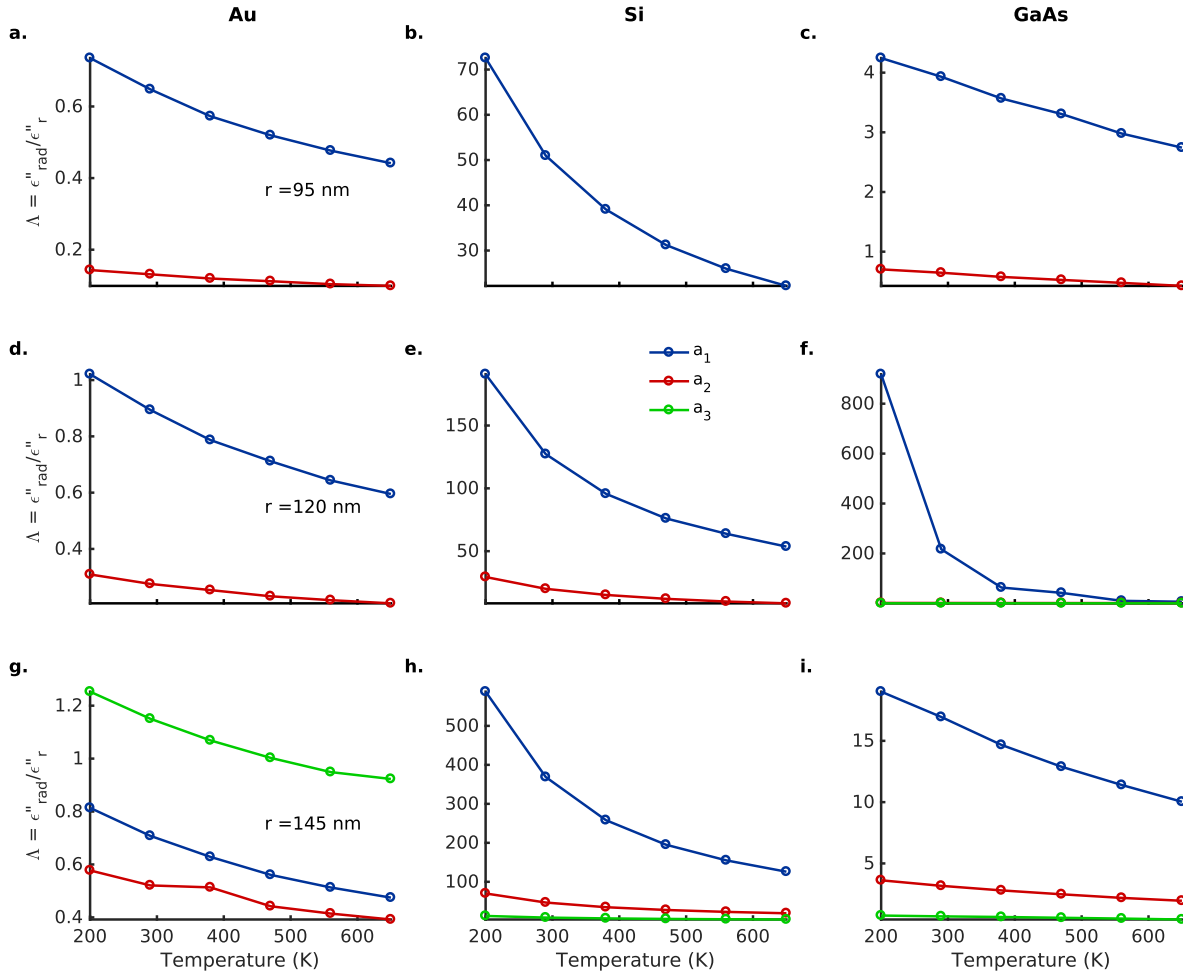 Au Si GaAs
a. b. c.
0.6 0.4 0.2
Λ = ϵ"rad/ϵ"r
r =95 nm
70 60 50 40 30
4 3 2 1
d. e. f.
1 0.8 0.6 0.4
Λ = ϵ"rad/ϵ"r
r =120 nm
150 100 50
a1
a2
a3
800 600 400 200
g. h. i.
1.2 1 0.8 0.6 0.4
Λ = ϵ"rad/ϵ"r
r =145 nm
500 400 300 200 100
15 10 5
200 300 400 500 600 200 300 400 500 600 200 300 400 500 600
Temperature (K) Temperature (K) Temperature (K)